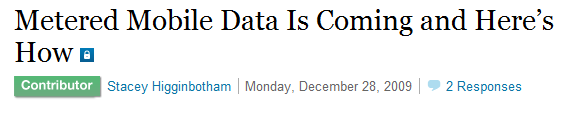 Metered Mobile Data Is Coming and Here’s
How
Contributor Stacey Higginbotham | Monday, December 28, 2009 | 2 Responses